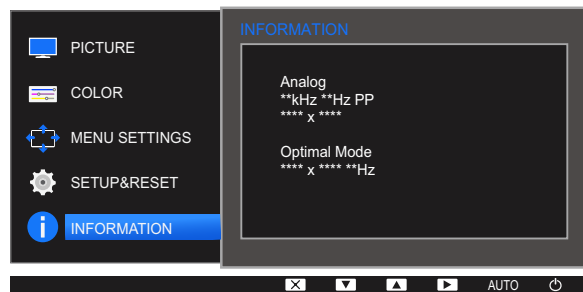 PICTURE
COLOR
MENU SETTINGS
SETUP&RESET
INFORMATION
INFORMATION
Analog
**kHz **Hz PP
**** x ****
Optimal Mode
**** x **** **Hz
AUTO